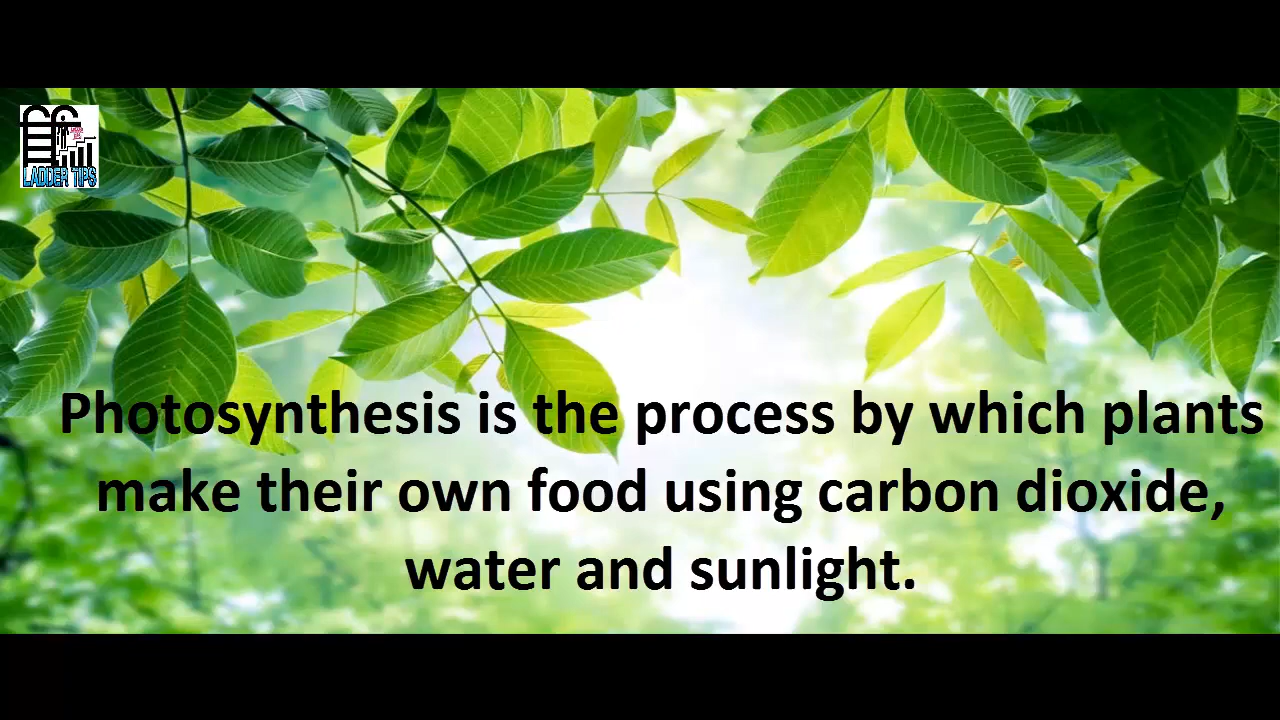 LADDER TIPS
Photosynthesis is the process by which plants
make their own food using carbon dioxide,
water and sunlight.